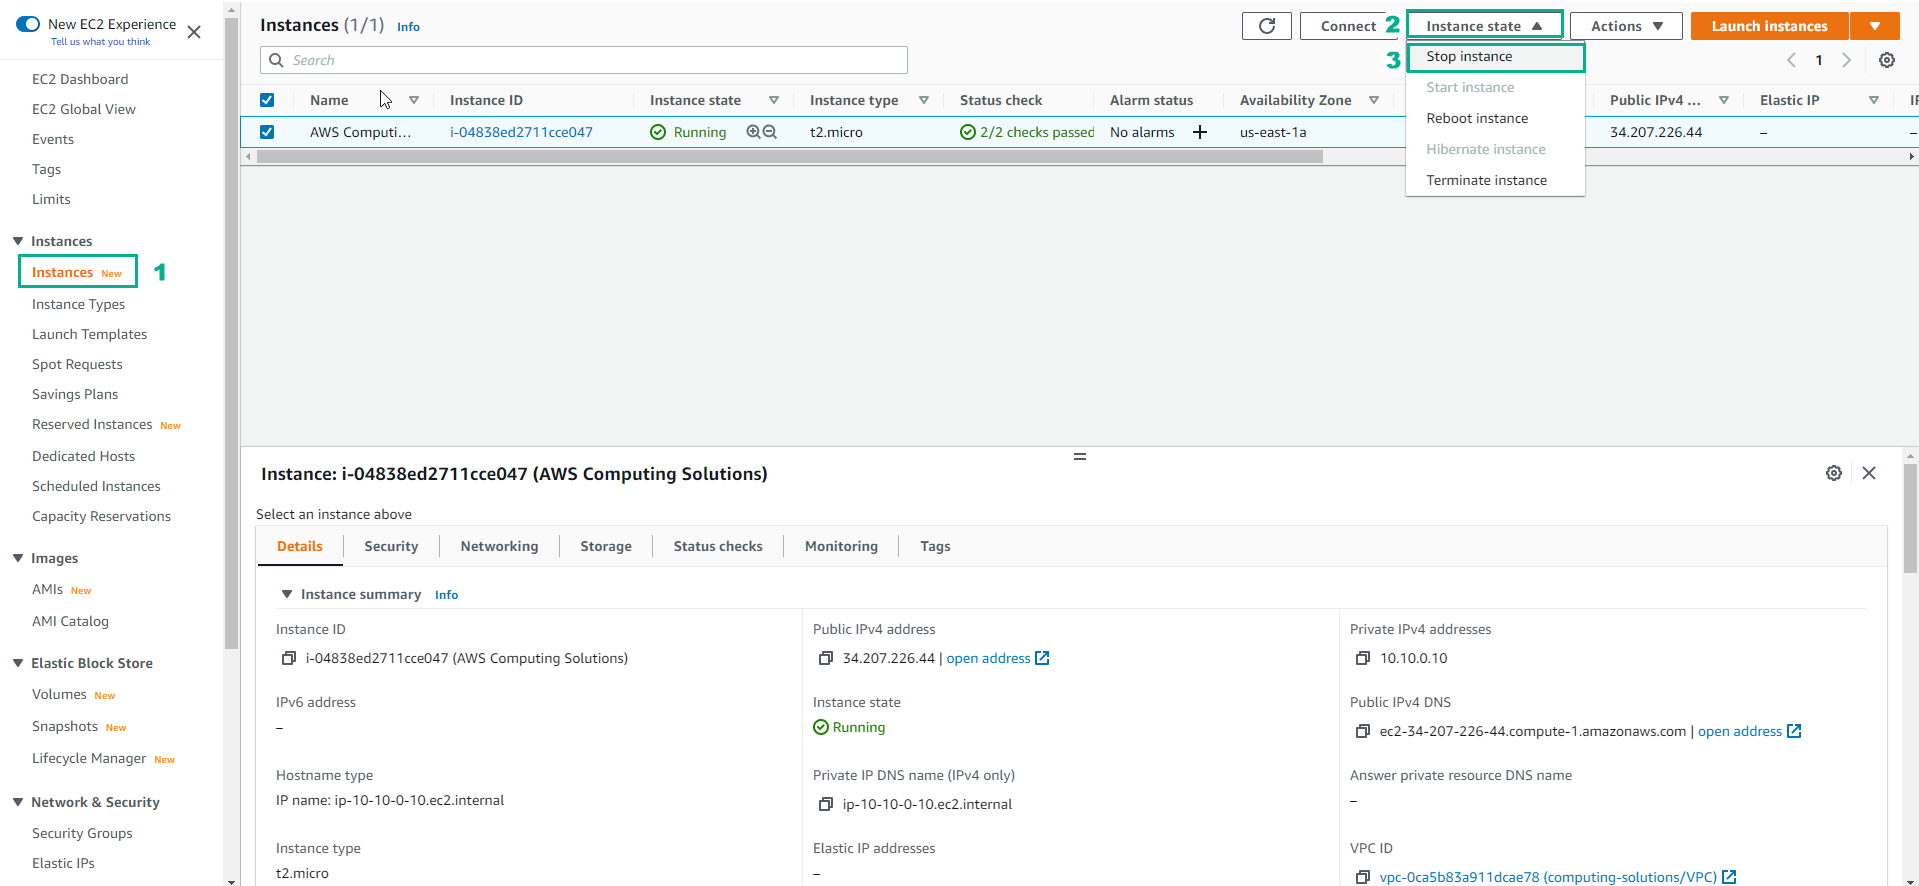 New EC2 Experience
Tell us what you think
EC2 Dashboard
EC2 Global View
Events
Tags
Limits
Instances
Instances New 1
Instance Types
Launch Templates
Spot Requests
Savings Plans
Reserved Instances New
Dedicated Hosts
Scheduled Instances
Capacity Reservations
Images
AMIs New
AMI Catalog
Elastic Block Store
Volumes New
Snapshots New
Lifecycle Manager New
Network & Security
Security Groups
Elastic IPs
Instances (1/1) Info
Connect 2 Instance state Actions Launch instances
Search
3 Stop instance
Start instance
Reboot instance
Hibernate instance
Terminate instance
1
Name Instance ID Instance state Instance type Status check Alarm status Availability Zone Public IPv4 ... Elastic IP
AWS Computi... i-04838ed2711cce047 Running t2.micro 2/2 checks passed No alarms + us-east-1a 34.207.226.44 – –
Instance: i-04838ed2711cce047 (AWS Computing Solutions)
Select an instance above
Details Security Networking Storage Status checks Monitoring Tags
Instance summary Info
Instance ID
i-04838ed2711cce047 (AWS Computing Solutions)
Public IPv4 address
34.207.226.44 | open address
Private IPv4 addresses
10.10.0.10
IPv6 address
–
Instance state
Running
Public IPv4 DNS
ec2-34-207-226-44.compute-1.amazonaws.com | open address
Hostname type
IP name: ip-10-10-0-10.ec2.internal
Private IP DNS name (IPv4 only)
ip-10-10-0-10.ec2.internal
Answer private resource DNS name
–
Instance type
t2.micro
Elastic IP addresses
–
VPC ID
vpc-0ca5b83a911dcae78 (computing-solutions/VPC)